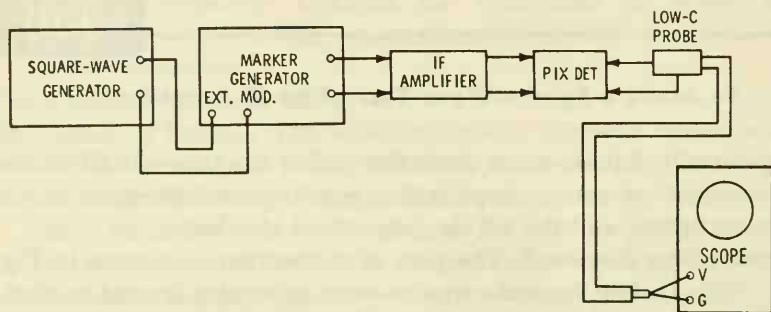 SQUARE-WAVE
GENERATOR
MARKER
GENERATOR
EXT. MOD.
IF
AMPLIFIER
PIX DET
LOW-C
PROBE
SCOPE
V
G